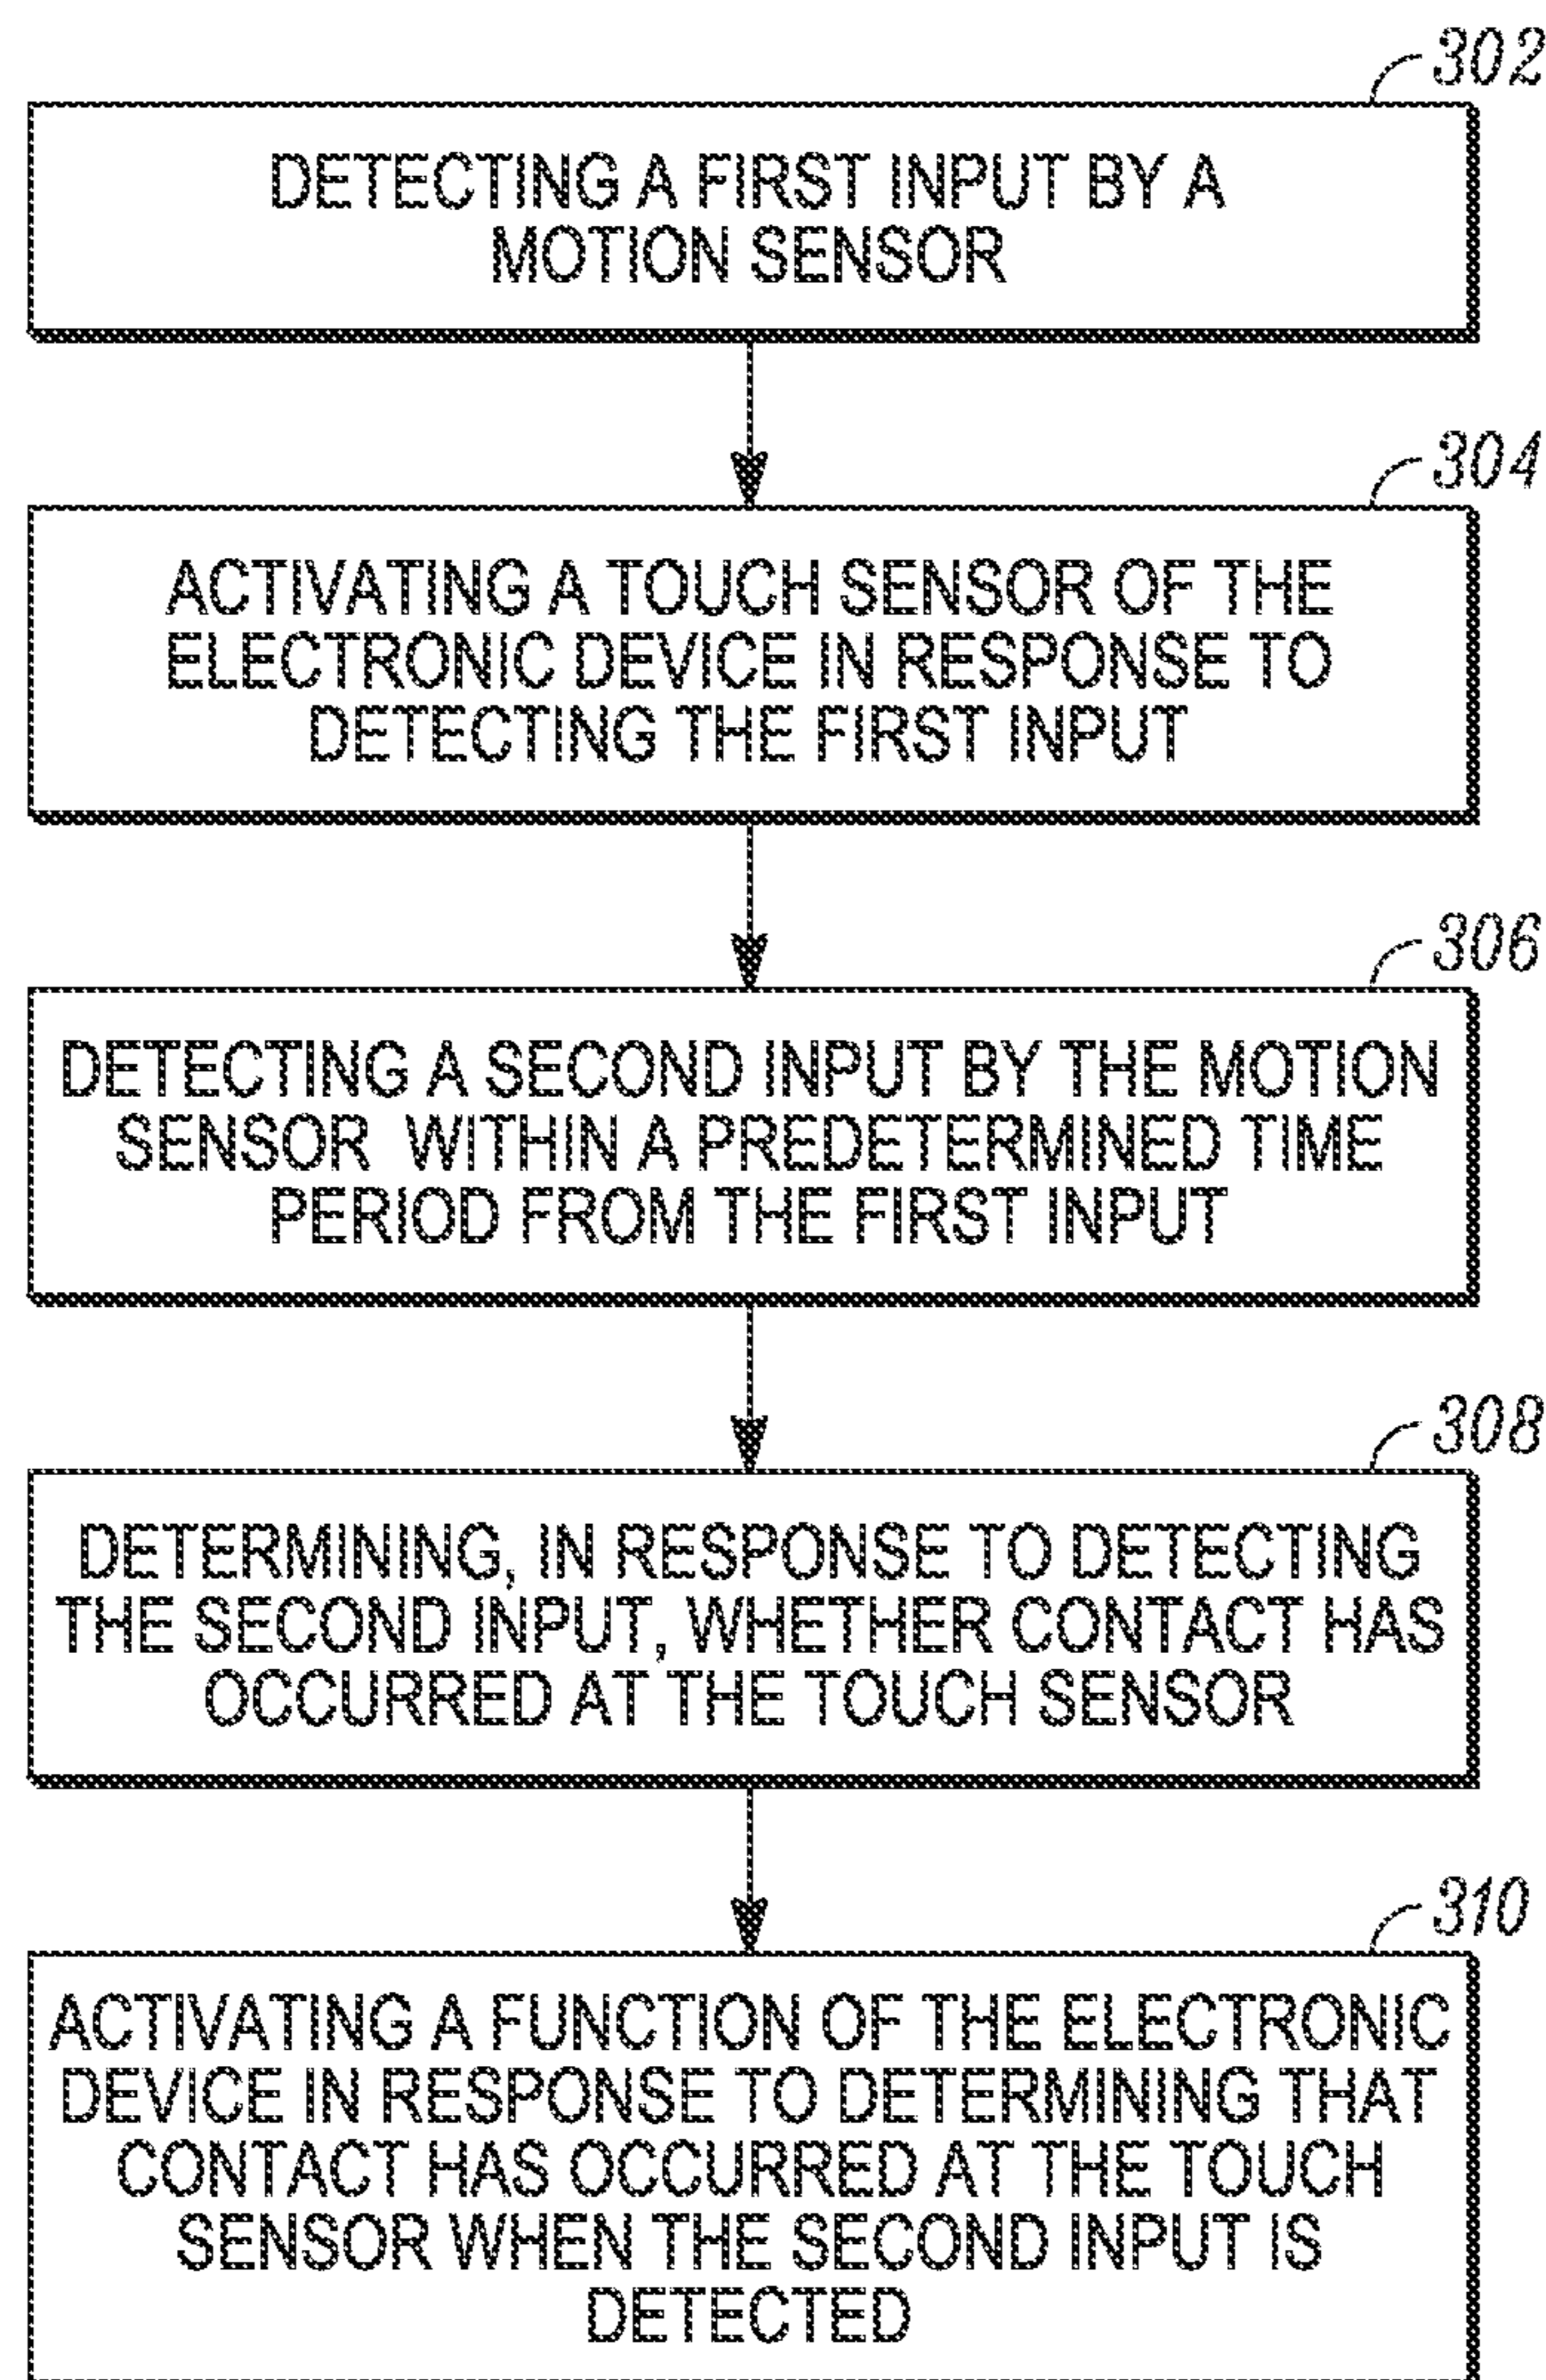 302
DETECTING A FIRST INPUT BY A
MOTION SENSOR
304
ACTIVATING A TOUCH SENSOR OF THE
ELECTRONIC DEVICE IN RESPONSE TO
DETECTING THE FIRST INPUT
306
DETECTING A SECOND INPUT BY THE MOTION
SENSOR WITHIN A PREDETERMINED TIME
PERIOD FROM THE FIRST INPUT
308
DETERMINING, IN RESPONSE TO DETECTING
THE SECOND INPUT, WHETHER CONTACT HAS
OCCURRED AT THE TOUCH SENSOR
310
ACTIVATING A FUNCTION OF THE ELECTRONIC
DEVICE IN RESPONSE TO DETERMINING THAT
CONTACT HAS OCCURRED AT THE TOUCH
SENSOR WHEN THE SECOND INPUT IS
DETECTED